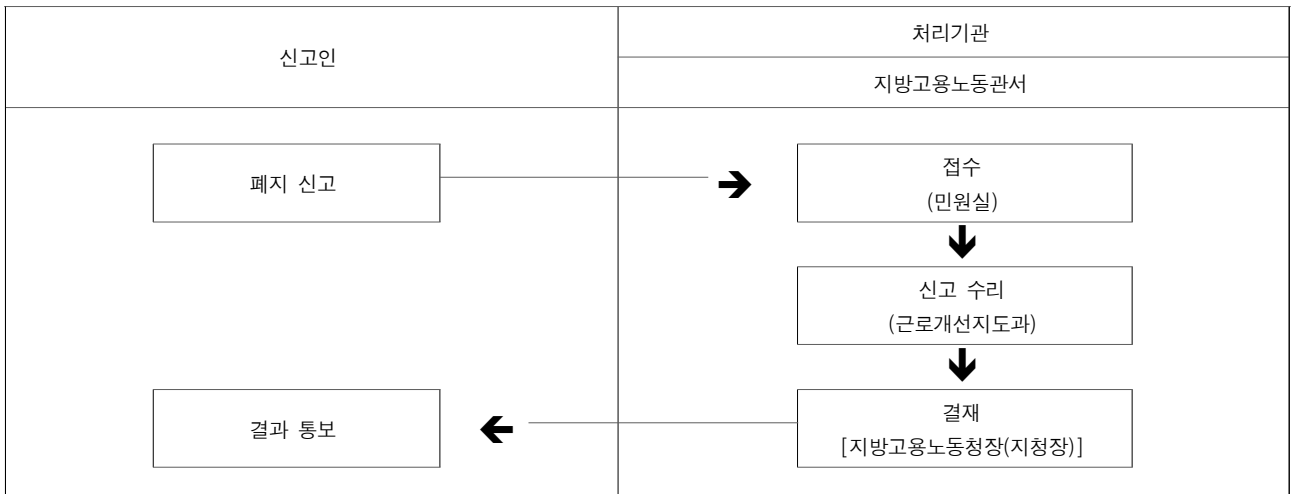 신고인
처리기관
지방고용노동관서
폐지 신고
접수
(민원실)
신고 수리
(근로개선지도과)
결재
[지방고용노동청장(지청장)]
결과 통보